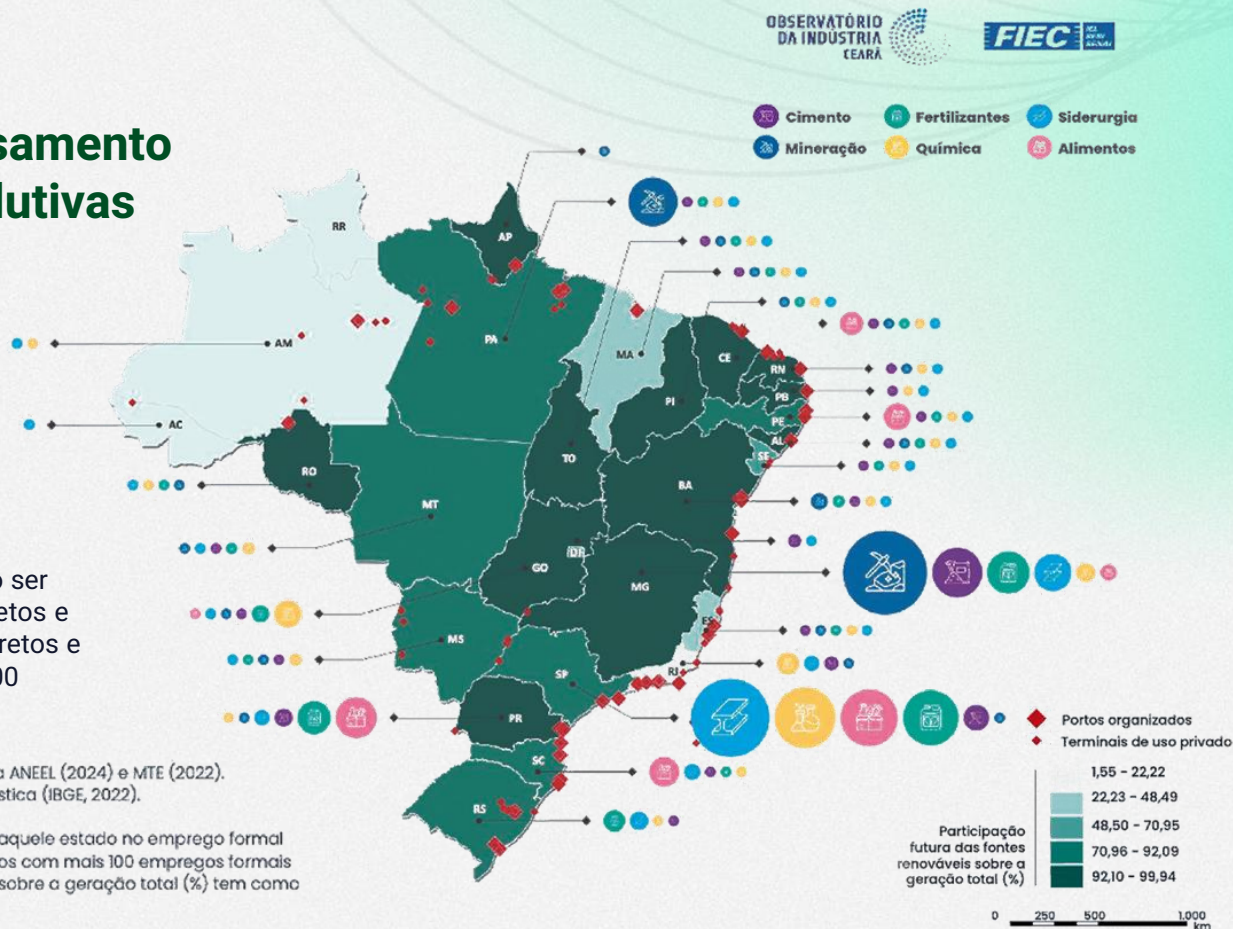 OBSERVATÓRIO
DA INDÚSTRIA
CEARÁ
FIEC
samento
lutivas
Cimento
Fertilizantes
Siderurgia
Mineração
Química
Alimentos
RR
AP
AM
PA
MA
CE
RN
PB
PE
AL
SE
PI
AC
RO
TO
BA
MT
GO
DF
MG
ES
MS
SP
RJ
PR
SC
RS
o ser
etos e
retos e
00
a ANEEL (2024) e MTE (2022).
stica (IBGE, 2022).
aquele estado no emprego formal
os com mais 100 empregos formais
sobre a geração total (%) tem como
Portos organizados
Terminais de uso privado
Participação
futura das fontes
renováveis sobre a
geração total (%)
1,55 - 22,22
22,23 - 48,49
48,50 - 70,95
70,96 - 92,09
92,10 - 99,94
0 250 500 1.000
km